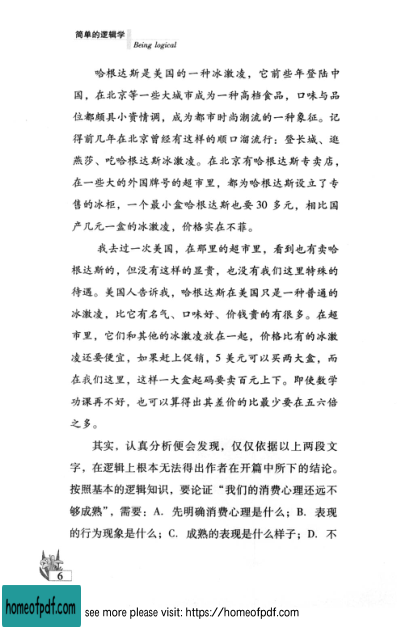 简单的逻辑学
Being logical
哈根达斯是美国的一种冰激凌，它前些年登陆中
国，在北京等一些大城市成为一种高档食品，口味与品
位都颇具小资情调，成为都市时尚潮流的一种象征。记
得前几年在北京曾经有这样的顺口溜流行：登长城、逛
燕莎、吃哈根达斯冰激凌。在北京有哈根达斯专卖店，
在一些大的外国牌号的超市里，都为哈根达斯设立了专
售的冰柜，一个最小盒哈根达斯也要 30 多元，相比国
产几元一盒的冰激凌，价格实在不菲。
我去过一次美国，在那里的超市里，看到也有卖哈
根达斯的，但没有这样的显贵，也没有我们这里特殊的
待遇。美国人告诉我，哈根达斯在美国只是一种普通的
冰激凌，比它有名气、口味好、价钱贵的有很多。在超
市里，它们和其他的冰激凌放在一起，价格比有的冰激
凌还要便宜，如果赶上促销，5 美元可以买两大盒，而
在我们这里，这样一大盒起码要卖百元上下。即使数学
功课再不好，也可以算得出其差价的比最少要在五六倍
之多。
其实，认真分析便会发现，仅仅依据以上两段文
字，在逻辑上根本无法得出作者在开篇中所下的结论。
按照基本的逻辑知识，要论证“我们的消费心理还远不
够成熟”，需要：A. 先明确消费心理是什么；B. 表现
的行为现象是什么；C. 成熟的表现是什么样子；D. 不
6
homeofpdf.com
see more please visit: https://homeofpdf.com